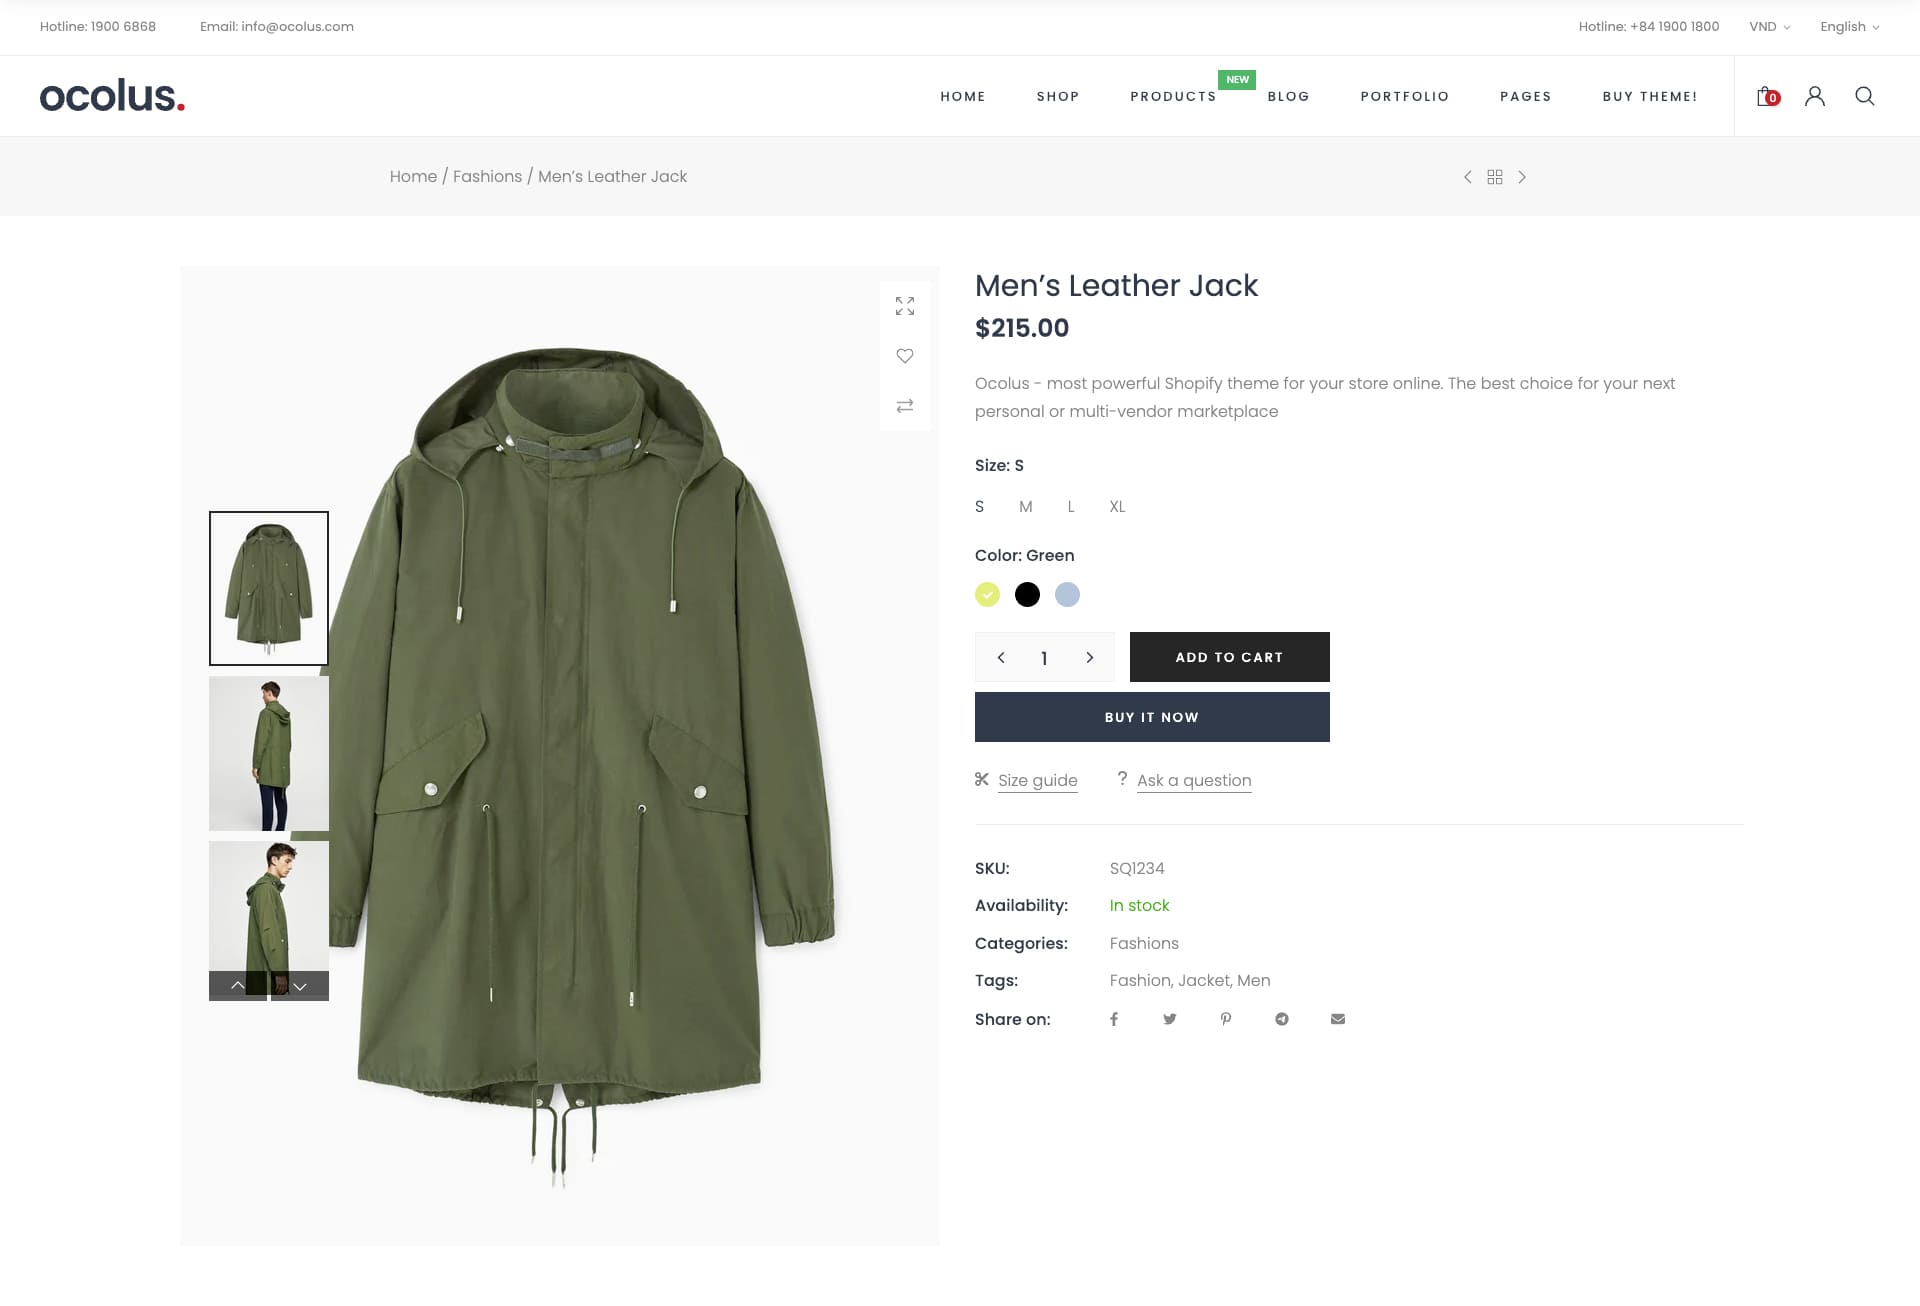 Hotline: 1900 6868 Email: info@ocolus.com Hotline: +84 1900 1800 VND English
ocolus.
HOME SHOP PRODUCTS NEW BLOG PORTFOLIO PAGES BUY THEME! 0
Home / Fashions / Men’s Leather Jack
Men’s Leather Jack
$215.00
Ocolus - most powerful Shopify theme for your store online. The best choice for your next
personal or multi-vendor marketplace
Size: S
S M L XL
Color: Green
1 ADD TO CART
BUY IT NOW
Size guide ? Ask a question
SKU: SQ1234
Availability: In stock
Categories: Fashions
Tags: Fashion, Jacket, Men
Share on: